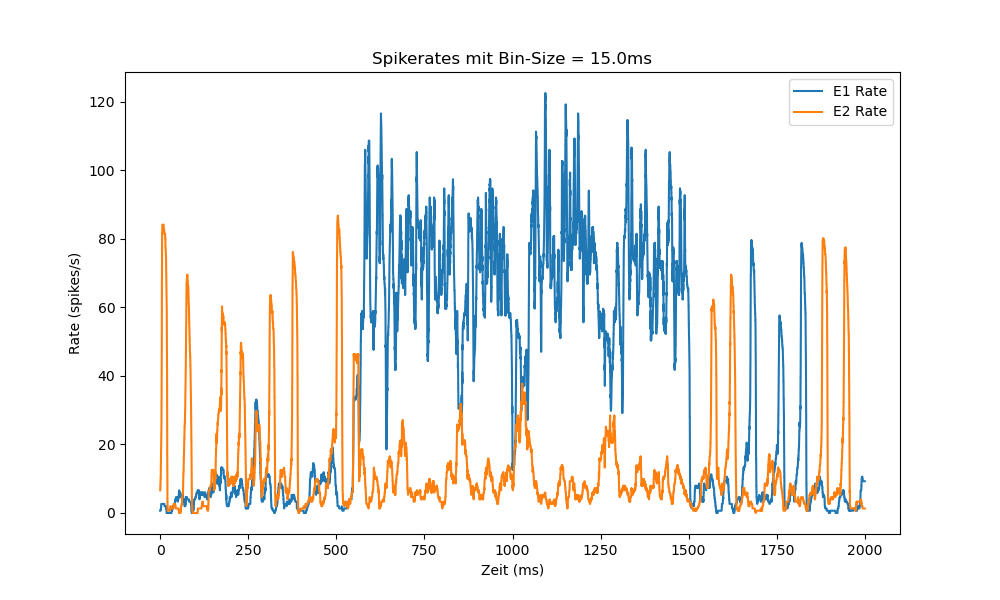 Spikerates mit Bin-Size = 15.0ms
E1 Rate
E2 Rate
Rate (spikes/s)
120
100
80
60
40
20
0
0 250 500 750 1000 1250 1500 1750 2000
Zeit (ms)